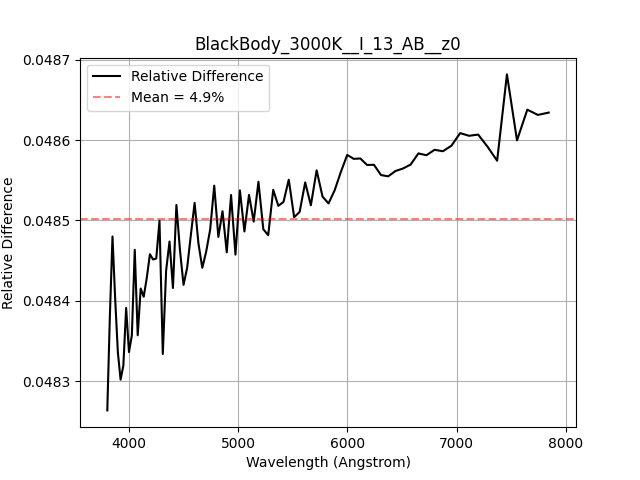 BlackBody_3000K__I_13_AB__z0
Relative Difference
Mean = 4.9%
0.0487
0.0486
0.0485
0.0484
0.0483
Relative Difference
4000 5000 6000 7000 8000
Wavelength (Angstrom)